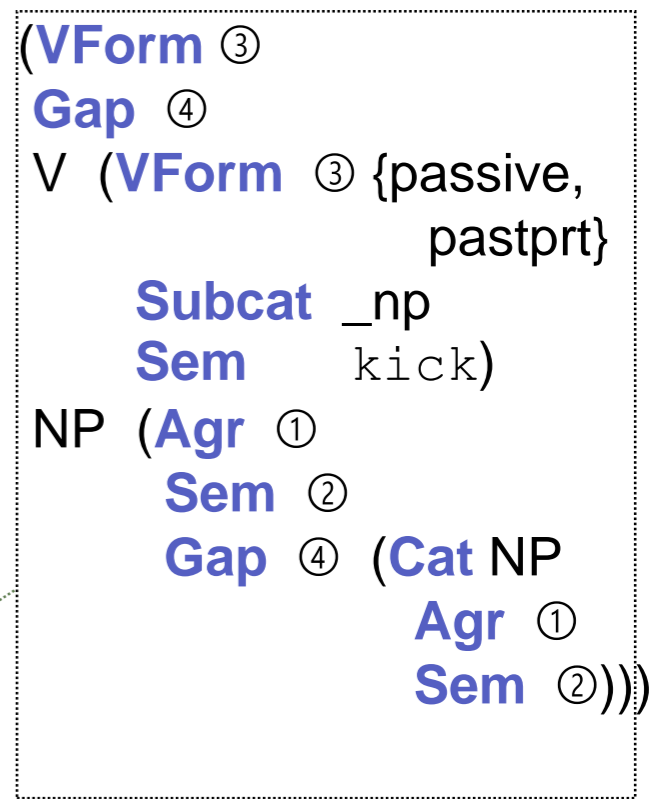 (VForm ③
Gap ④
V (VForm ③ {passive,
pastprt}
Subcat _np
Sem kick)
NP (Agr ①
Sem ②
Gap ④ (Cat NP
Agr ①
Sem ②)))